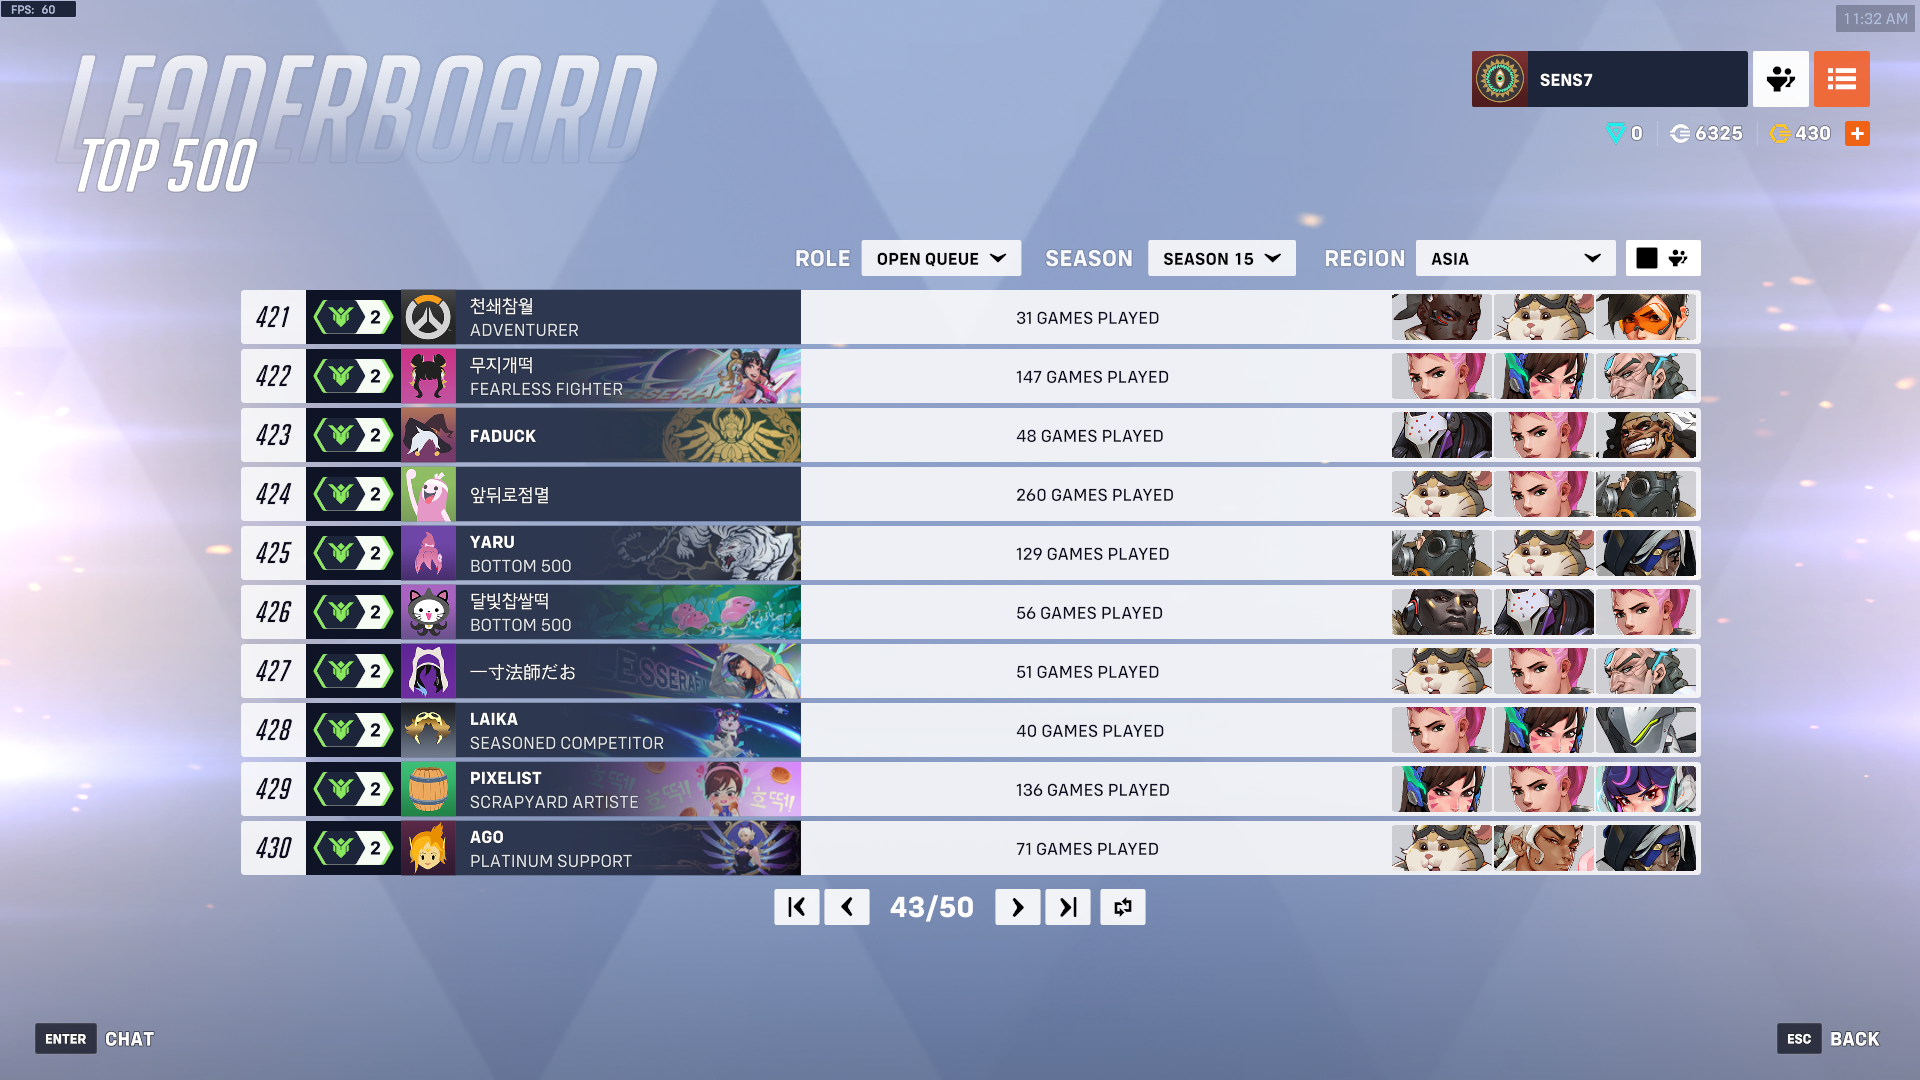 FPS: 60
11:32 AM
LEADERBOARD
TOP 500
SENS7
0
6325
430
ROLE
OPEN QUEUE
SEASON
SEASON 15
REGION
ASIA
421
2
천쇄참월
ADVENTURER
31 GAMES PLAYED
422
2
무지개떡
FEARLESS FIGHTER
147 GAMES PLAYED
423
2
FADUCK
48 GAMES PLAYED
424
2
앞뒤로점멸
260 GAMES PLAYED
425
2
YARU
BOTTOM 500
129 GAMES PLAYED
426
2
달빛찹쌀떡
BOTTOM 500
56 GAMES PLAYED
427
2
一寸法師だお
51 GAMES PLAYED
428
2
LAIKA
SEASONED COMPETITOR
40 GAMES PLAYED
429
2
PIXELIST
SCRAPYARD ARTISTE
호떡!!
136 GAMES PLAYED
430
2
AGO
PLATINUM SUPPORT
71 GAMES PLAYED
43/50
ENTER
CHAT
ESC
BACK